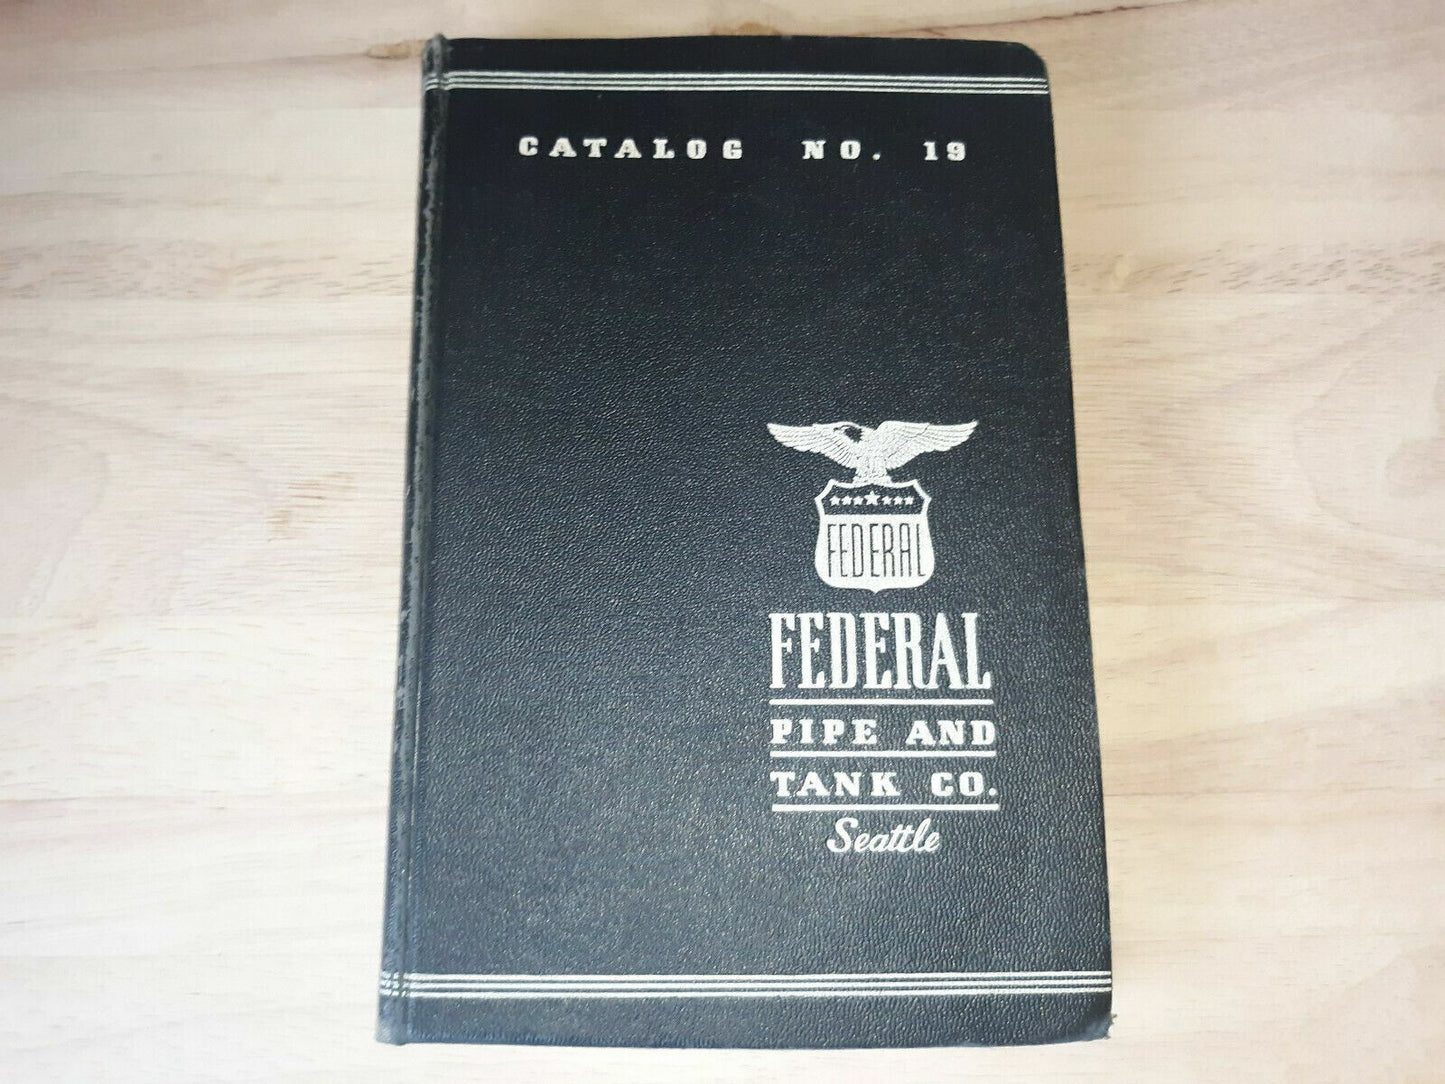 CATALOG NO. 19
FEDERAL
FEDERAL
PIPE AND
TANK CO.
Seattle